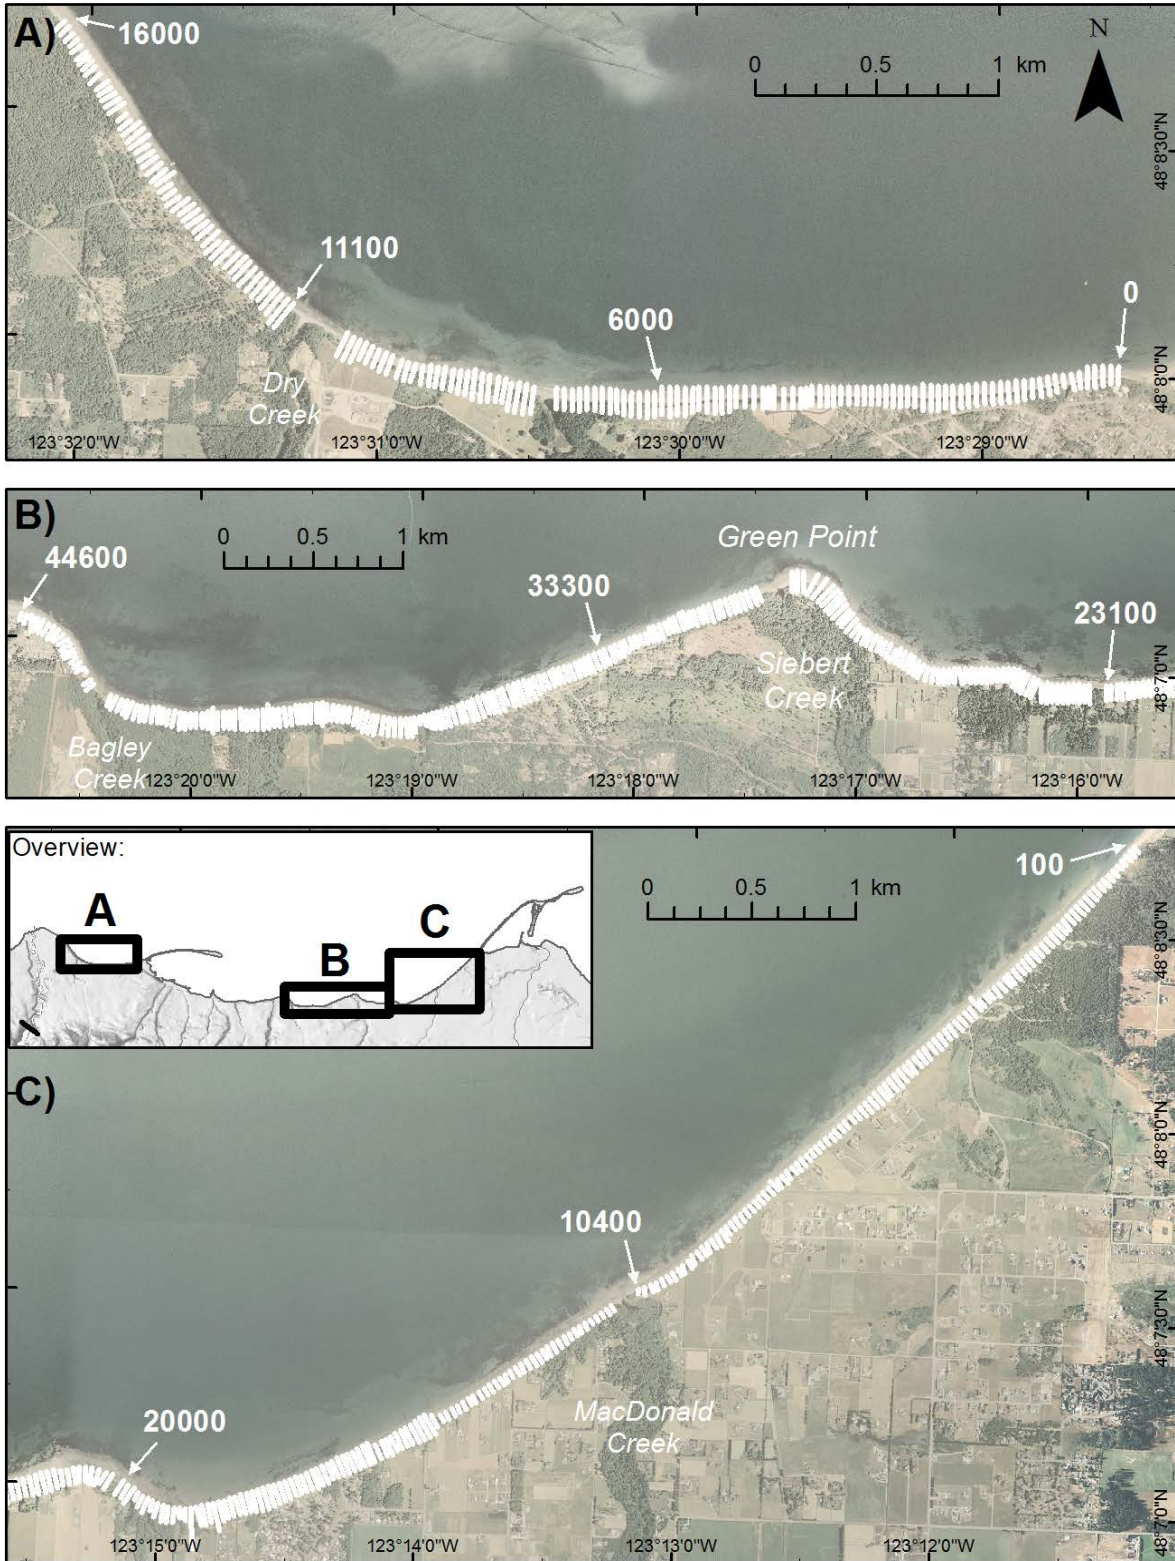 A)
16000
N
0 0.5 1 km
48°8'30"N
11100
0
6000
48°8'0"N
Dry
Creek
123°32'0"W 123°31'0"W 123°30'0"W 123°29'0"W
B)
0 0.5 1 km
Green Point
44600
33300
23100
Siebert
Creek
48°7'0"N
Bagley
Creek
123°20'0"W 123°19'0"W 123°18'0"W 123°17'0"W 123°16'0"W
Overview:
A
B
C
100
0 0.5 1 km
48°8'30"N
C)
48°8'0"N
10400
48°7'30"N
MacDonald
Creek
20000
48°7'0"N
123°15'0"W 123°14'0"W 123°13'0"W 123°12'0"W